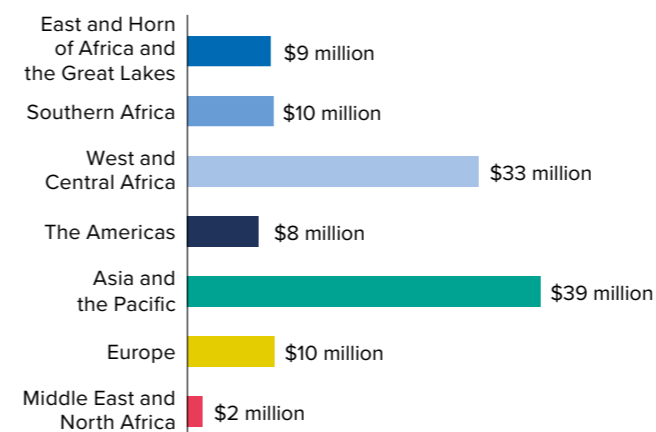 East and Horn
of Africa and
the Great Lakes
$9 million
Southern Africa
$10 million
West and
Central Africa
$33 million
The Americas
$8 million
Asia and
the Pacific
$39 million
Europe
$10 million
Middle East and
North Africa
$2 million